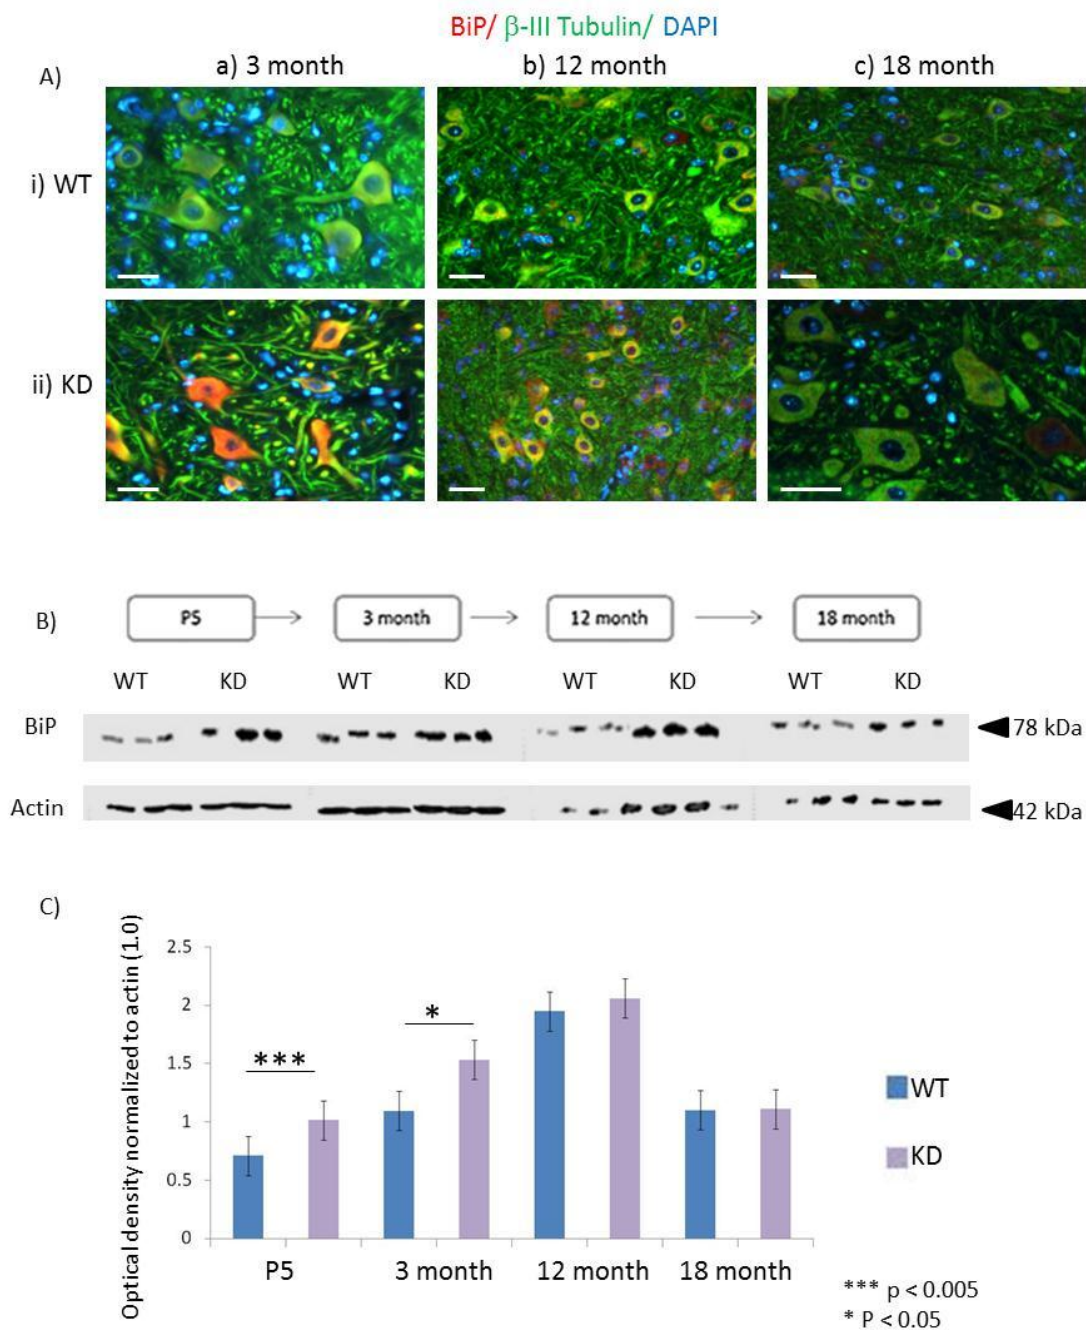 BiP/ β-III Tubulin/ DAPI
A)
a) 3 month
b) 12 month
c) 18 month
i) WT
ii) KD
B)
P5
3 month
12 month
18 month
WT
KD
WT
KD
WT
KD
WT
KD
BiP
78 kDa
Actin
42 kDa
C)
Optical density normalized to actin (1.0)
2.5
2
1.5
1
0.5
0
***
*
P5
3 month
12 month
18 month
WT
KD
*** p < 0.005
* P < 0.05